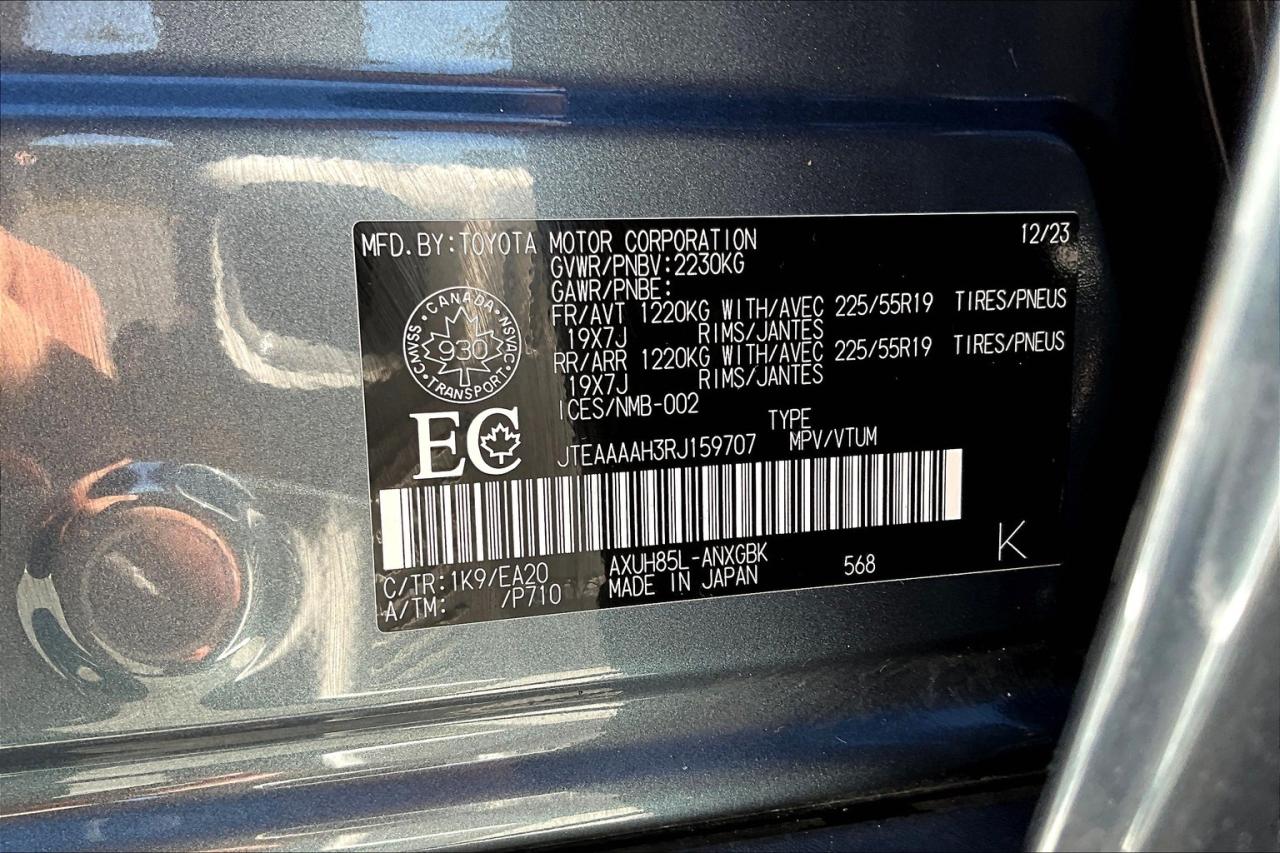 MFD.BY:TOYOTA MOTOR CORPORATION 12/23
GVWR/PNBV:2230KG
GAWR/PNBE:
FR/AVT 1220KG WITH/AVEC 225/55R19 TIRES/PNEUS
19X7J RIMS/JANTES
RR/ARR 1220KG WITH/AVEC 225/55R19 TIRES/PNEUS
19X7J RIMS/JANTES
ICES/NMB-002
CANADA · NSVAC · TRANSPORT · CMVSS ·
930
EC
TYPE
JTEAAAAH3RJ159707 MPV/VTUM
C/TR:1K9/EA20 AXUH85L-ANXGBK 568 K
A/TM: /P710 MADE IN JAPAN